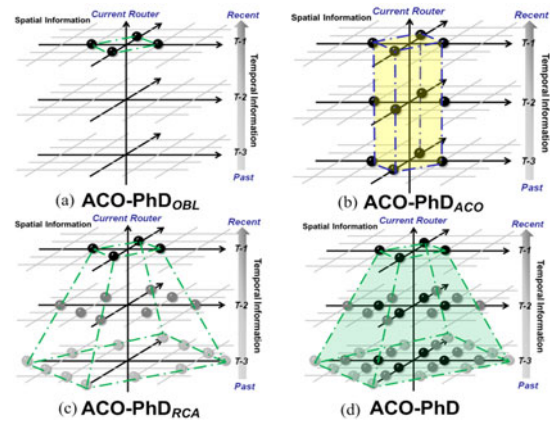 Spatial Information
Current Router
Recent
T-1
T-2
T-3
Temporal Information
Past
(a) ACO-PhD_OBL
Spatial Information
Current Router
Recent
T-1
T-2
T-3
Temporal Information
Past
(b) ACO-PhD_ACO
Spatial Information
Current Router
Recent
T-1
T-2
T-3
Temporal Information
Past
(c) ACO-PhD_RCA
Spatial Information
Current Router
Recent
T-1
T-2
T-3
Temporal Information
Past
(d) ACO-PhD